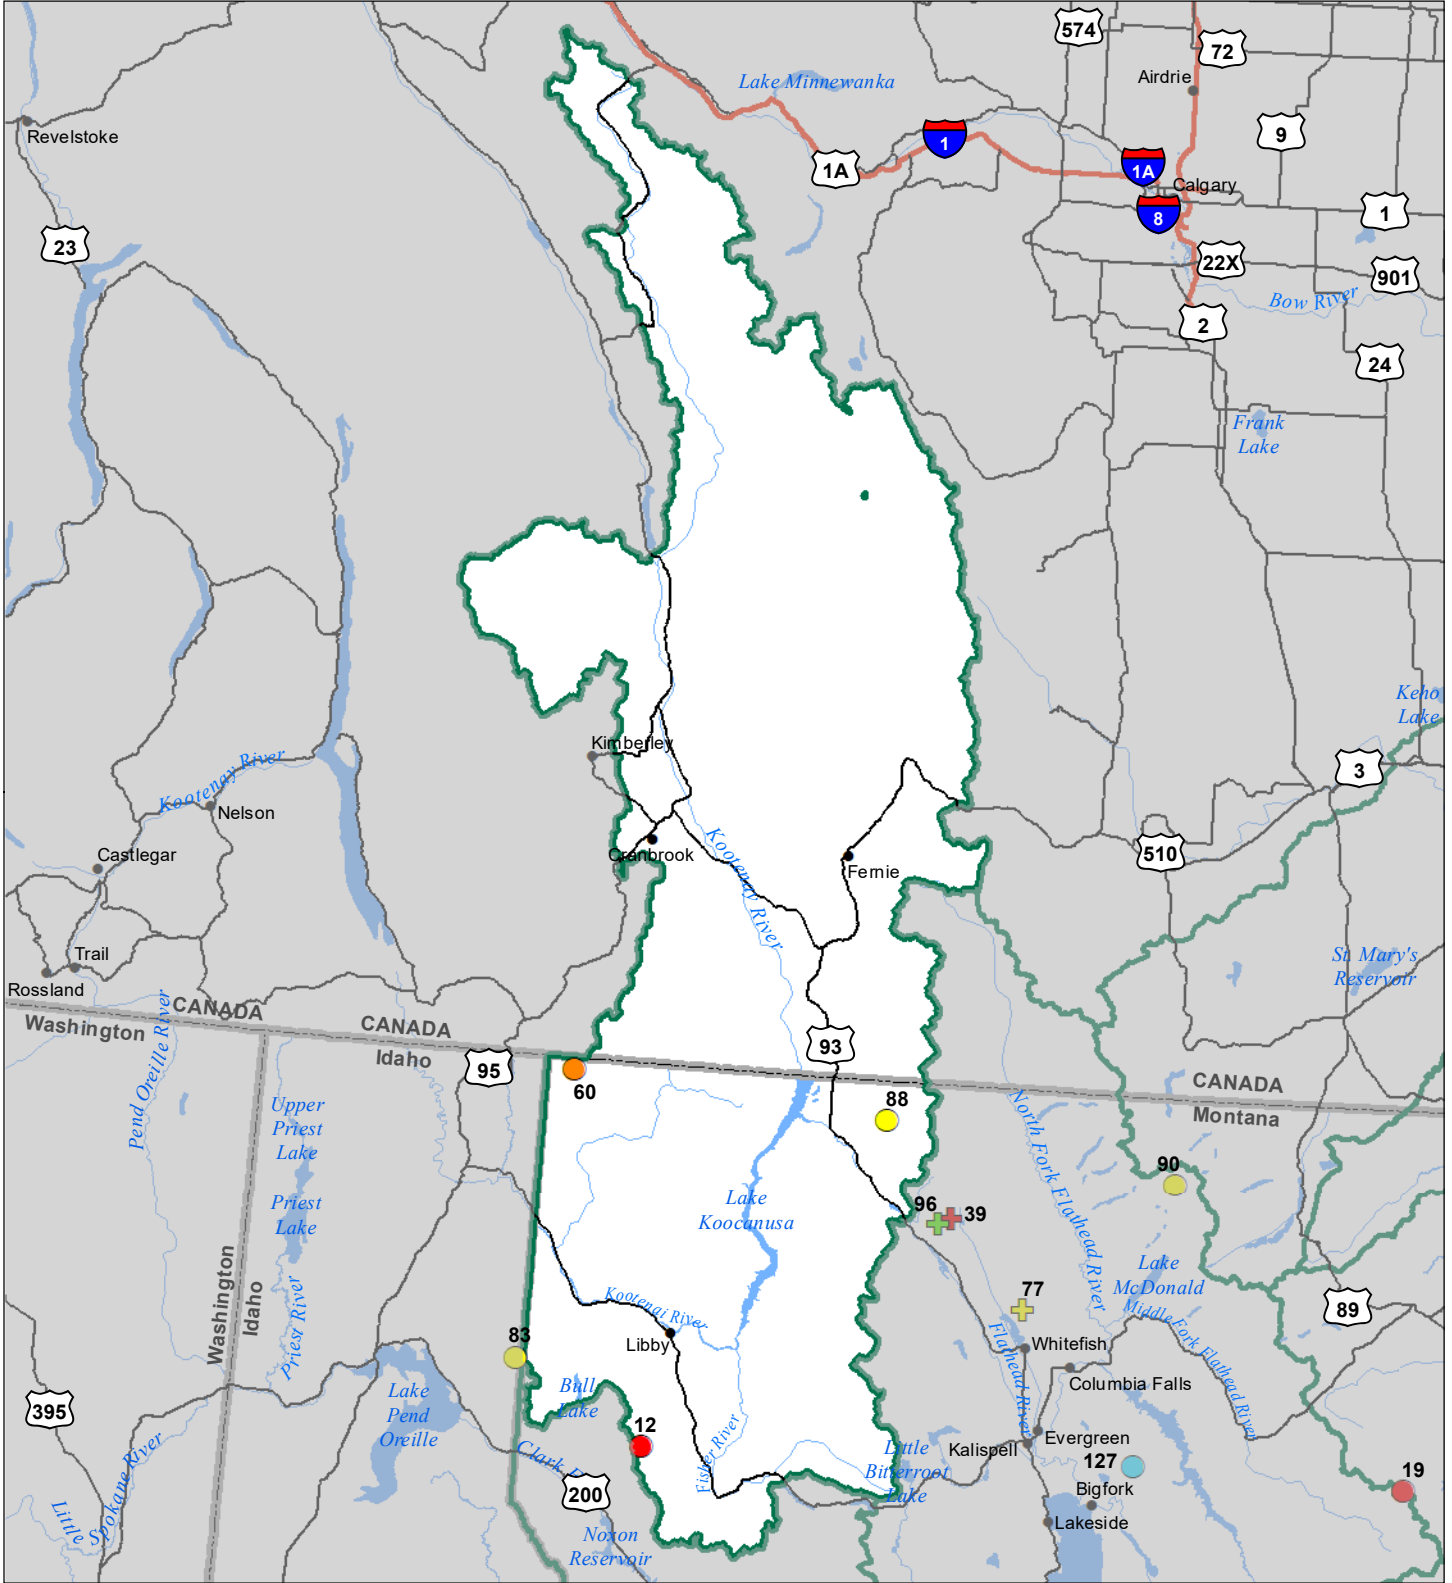 574
72
Airdrie
Lake Minnewanka
9
1
1A
1A
Revelstoke
Calgary
8
1
23
22X
901
Bow River
2
24
Frank
Lake
Keho
Lake
Kimberley
3
Kootenay River
Nelson
Castlegar
Cranbrook
Kootenay River
Fernie
510
Trail
Rossland
St. Mary's
Reservoir
CANADA
Washington
CANADA
Idaho
Pend Oreille River
95
93
60
88
CANADA
Montana
Upper
Priest
Lake
North Fork Flathead River
90
Priest
Lake
Lake
Koocanusa
96
39
Washington
Idaho
Priest River
Lake
McDonald
77
Kootenai River
Middle Fork Flathead River
89
83
Libby
Flathead River
Whitefish
Columbia Falls
Lake
Pend
Oreille
Bull
Lake
395
12
Fisher River
Evergreen
Kalispell
Little
Bitterroot
Lake
127
19
Clark
200
Bigfork
Lakeside
Little
Spokane River
Noxon
Reservoir